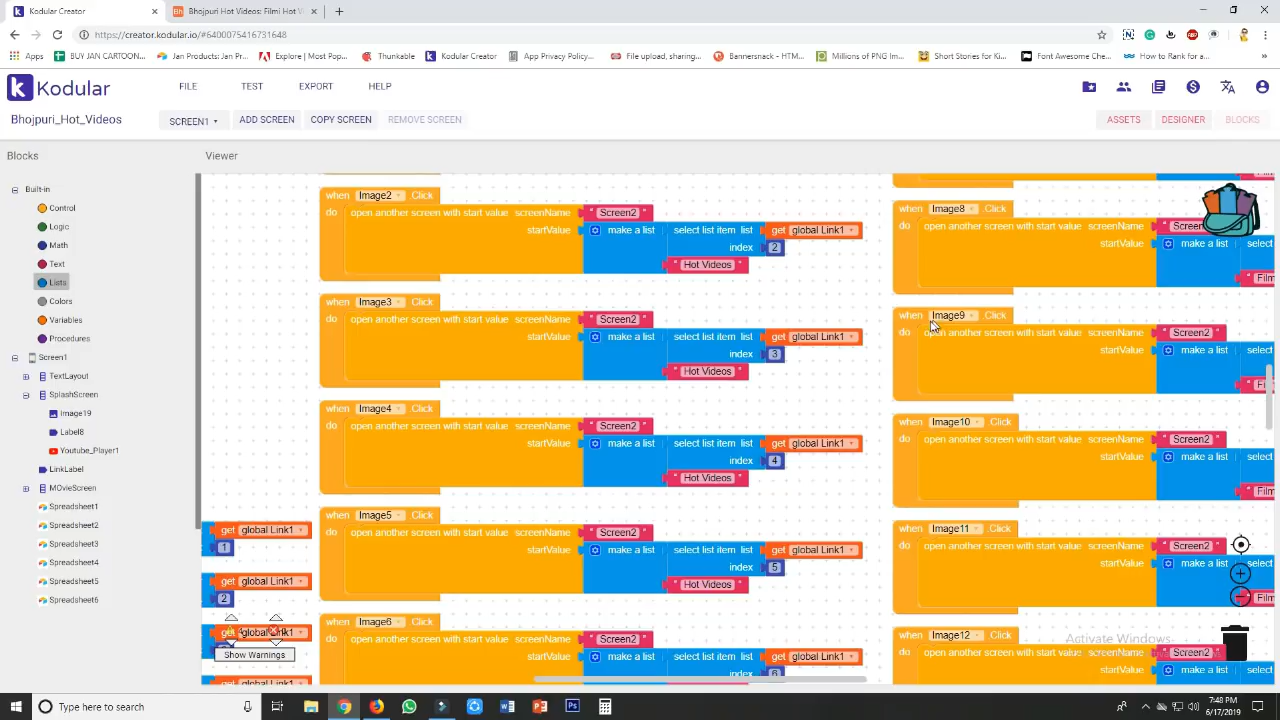 Kodular Creator
Bhojpuri Hot Videos Filmi Hot V
https://creator.kodular.io/#6400075416731648
Apps
BUY JAN CARTOON...
Jan Products: Jan Pr...
Explore | Most Pop...
Thunkable
Kodular Creator
App Privacy Policy...
File upload, sharing...
Bannersnack - HTM...
Millions of PNG Im...
Short Stories for Ki...
Font Awesome Che...
How to Rank for a...
Kodular
FILE
TEST
EXPORT
HELP
Bhojpuri_Hot_Videos
SCREEN1
ADD SCREEN
COPY SCREEN
REMOVE SCREEN
ASSETS
DESIGNER
BLOCKS
Blocks
Viewer
Built-in
Control
Logic
Math
Text
Lists
Colors
Variables
Procedures
Screen1
TextLayout
SplashScreen
Image19
Label8
Youtube_Player1
LinkLabel
MOvieScreen
Spreadsheet1
Spreadsheet2
Spreadsheet3
Spreadsheet4
Spreadsheet5
Spreadsheet6
get global Link1
1
get global Link1
2
get global Link1
Show Warnings
when Image2 .Click
do open another screen with start value screenName " Screen2 "
startValue make a list select list item list get global Link1
index 2
" Hot Videos "
when Image3 .Click
do open another screen with start value screenName " Screen2 "
startValue make a list select list item list get global Link1
index 3
" Hot Videos "
when Image4 .Click
do open another screen with start value screenName " Screen2 "
startValue make a list select list item list get global Link1
index 4
" Hot Videos "
when Image5 .Click
do open another screen with start value screenName " Screen2 "
startValue make a list select list item list get global Link1
index 5
" Hot Videos "
when Image6 .Click
do open another screen with start value screenName " Screen2 "
startValue make a list select list item list get global Link1
index 6
when Image8 .Click
do open another screen with start value screenName " Screen
startValue make a list select
" Film
when Image9 .Click
do open another screen with start value screenName " Screen2 "
startValue make a list select
when Image10 .Click
do open another screen with start value screenName " Screen2 "
startValue make a list select
" Film
when Image11 .Click
do open another screen with start value screenName " Screen2 "
startValue make a list select
" Film
when Image12 .Click
do open another screen with start value screenName " Screen2 "
startValue make a list select
Activate Windows
Type here to search
7:48 PM
6/17/2019